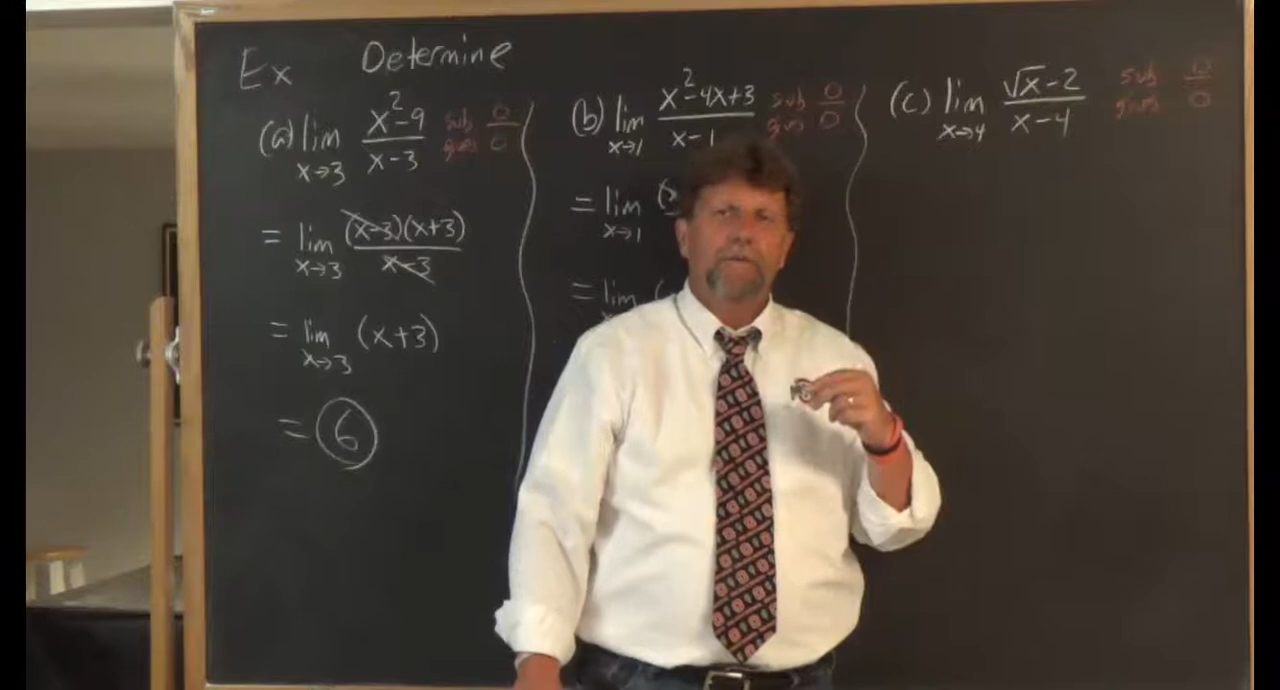 Ex Determine
(a) lim x→3 x²-9 / x-3 sub gives 0/0
= lim x→3 (x-3)(x+3) / x-3
= lim x→3 (x+3)
= 6
(b) lim x→1 x²-4x+3 / x-1 sub gives 0/0
= lim x→1
= lim
(c) lim x→4 √x-2 / x-4 sub gives 0/0